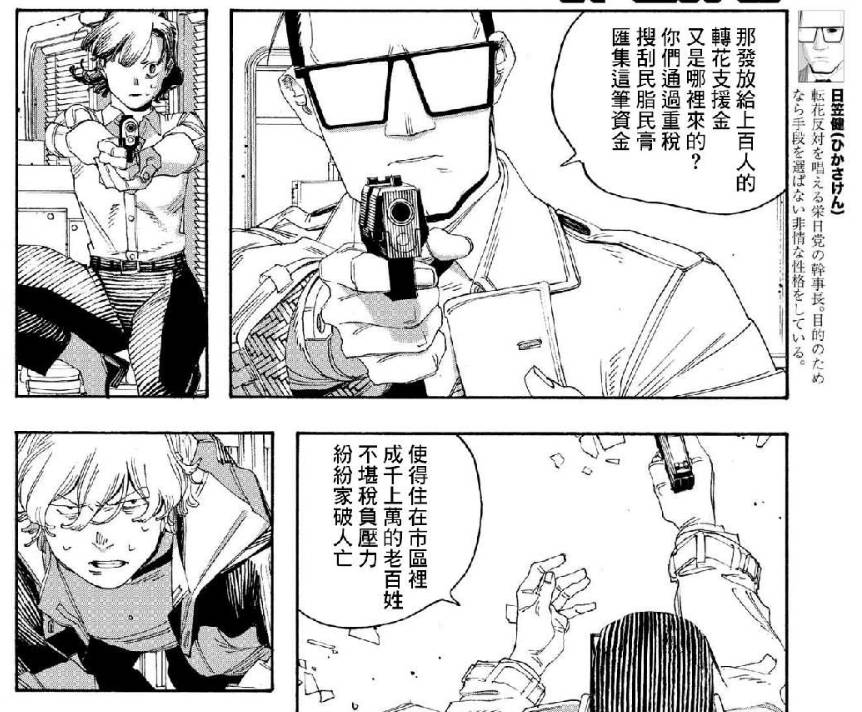 日笠健(ひかさけん)
転花反対を唱える栄日党の幹事長。目的のため
なら手段を選ばない非情な性格をしている。
那發放給上百人的
轉花支援金
又是哪裡來的？
你們通過重稅
搜刮民脂民膏
匯集這筆資金
使得住在市區裡
成千上萬的老百姓
不堪稅負壓力
紛紛家破人亡